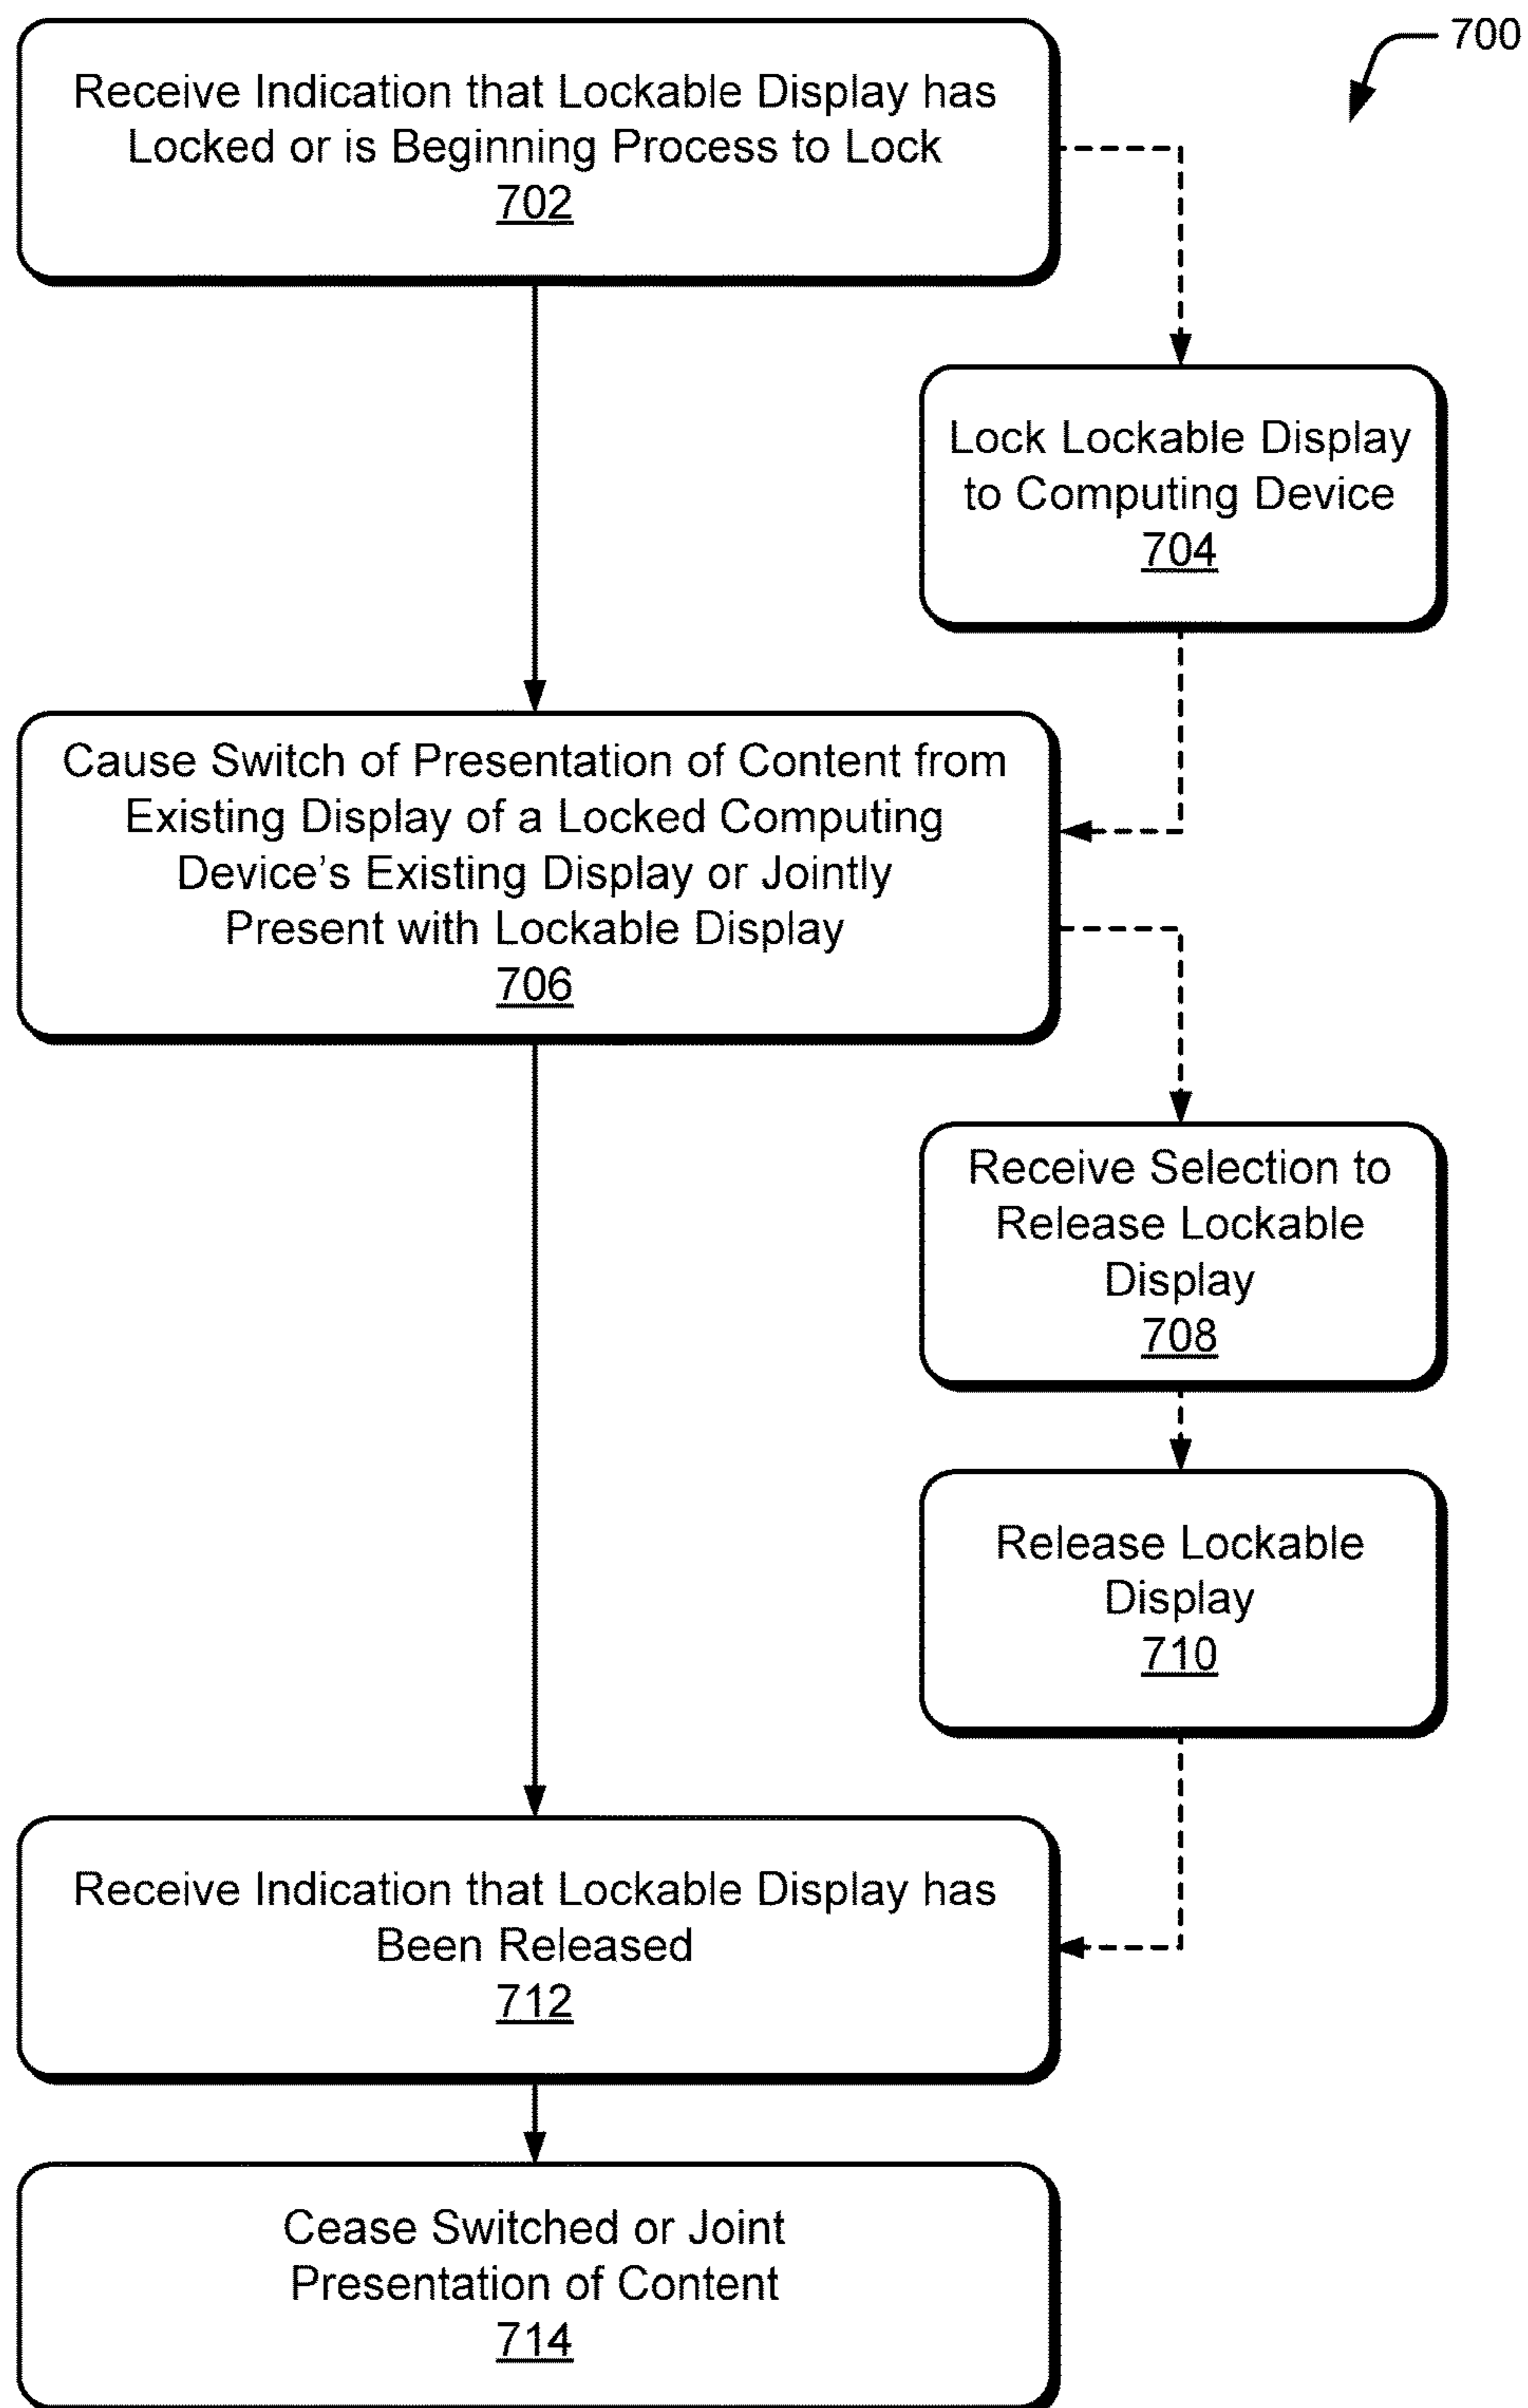 700
Receive Indication that Lockable Display has
Locked or is Beginning Process to Lock
702
Lock Lockable Display
to Computing Device
704
Cause Switch of Presentation of Content from
Existing Display of a Locked Computing
Device's Existing Display or Jointly
Present with Lockable Display
706
Receive Selection to
Release Lockable
Display
708
Release Lockable
Display
710
Receive Indication that Lockable Display has
Been Released
712
Cease Switched or Joint
Presentation of Content
714